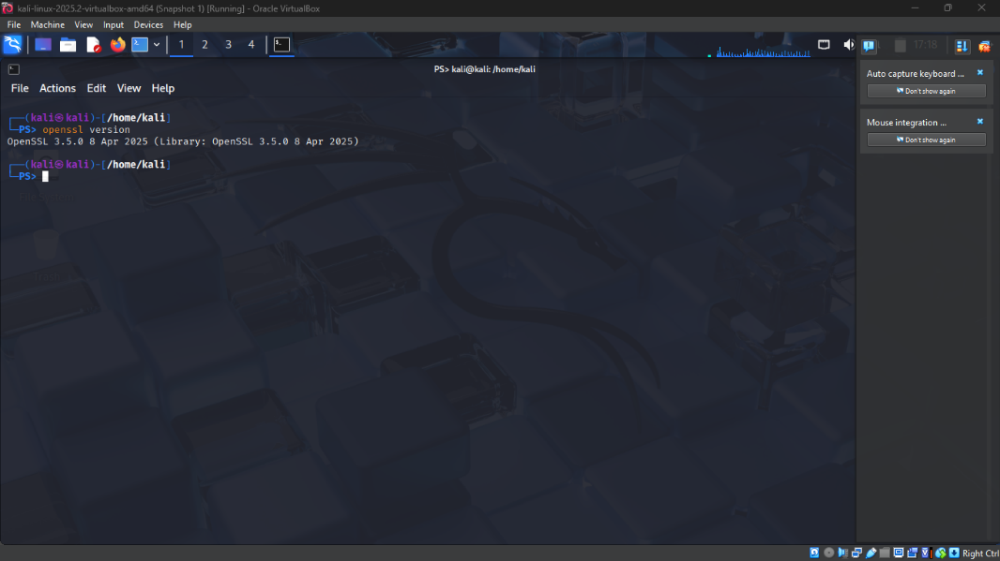 kali-linux-2025.2-virtualbox-amd64 (Snapshot 1) [Running] - Oracle VirtualBox
File Machine View Input Devices Help
1 2 3 4
17:18
PS> kali@kali: /home/kali
File Actions Edit View Help
Auto capture keyboard ...
Don't show again
Mouse integration ...
Don't show again
┌──(kali㉿kali)-[/home/kali]
└─PS> openssl version
OpenSSL 3.5.0 8 Apr 2025 (Library: OpenSSL 3.5.0 8 Apr 2025)
┌──(kali㉿kali)-[/home/kali]
└─PS>
Right Ctrl